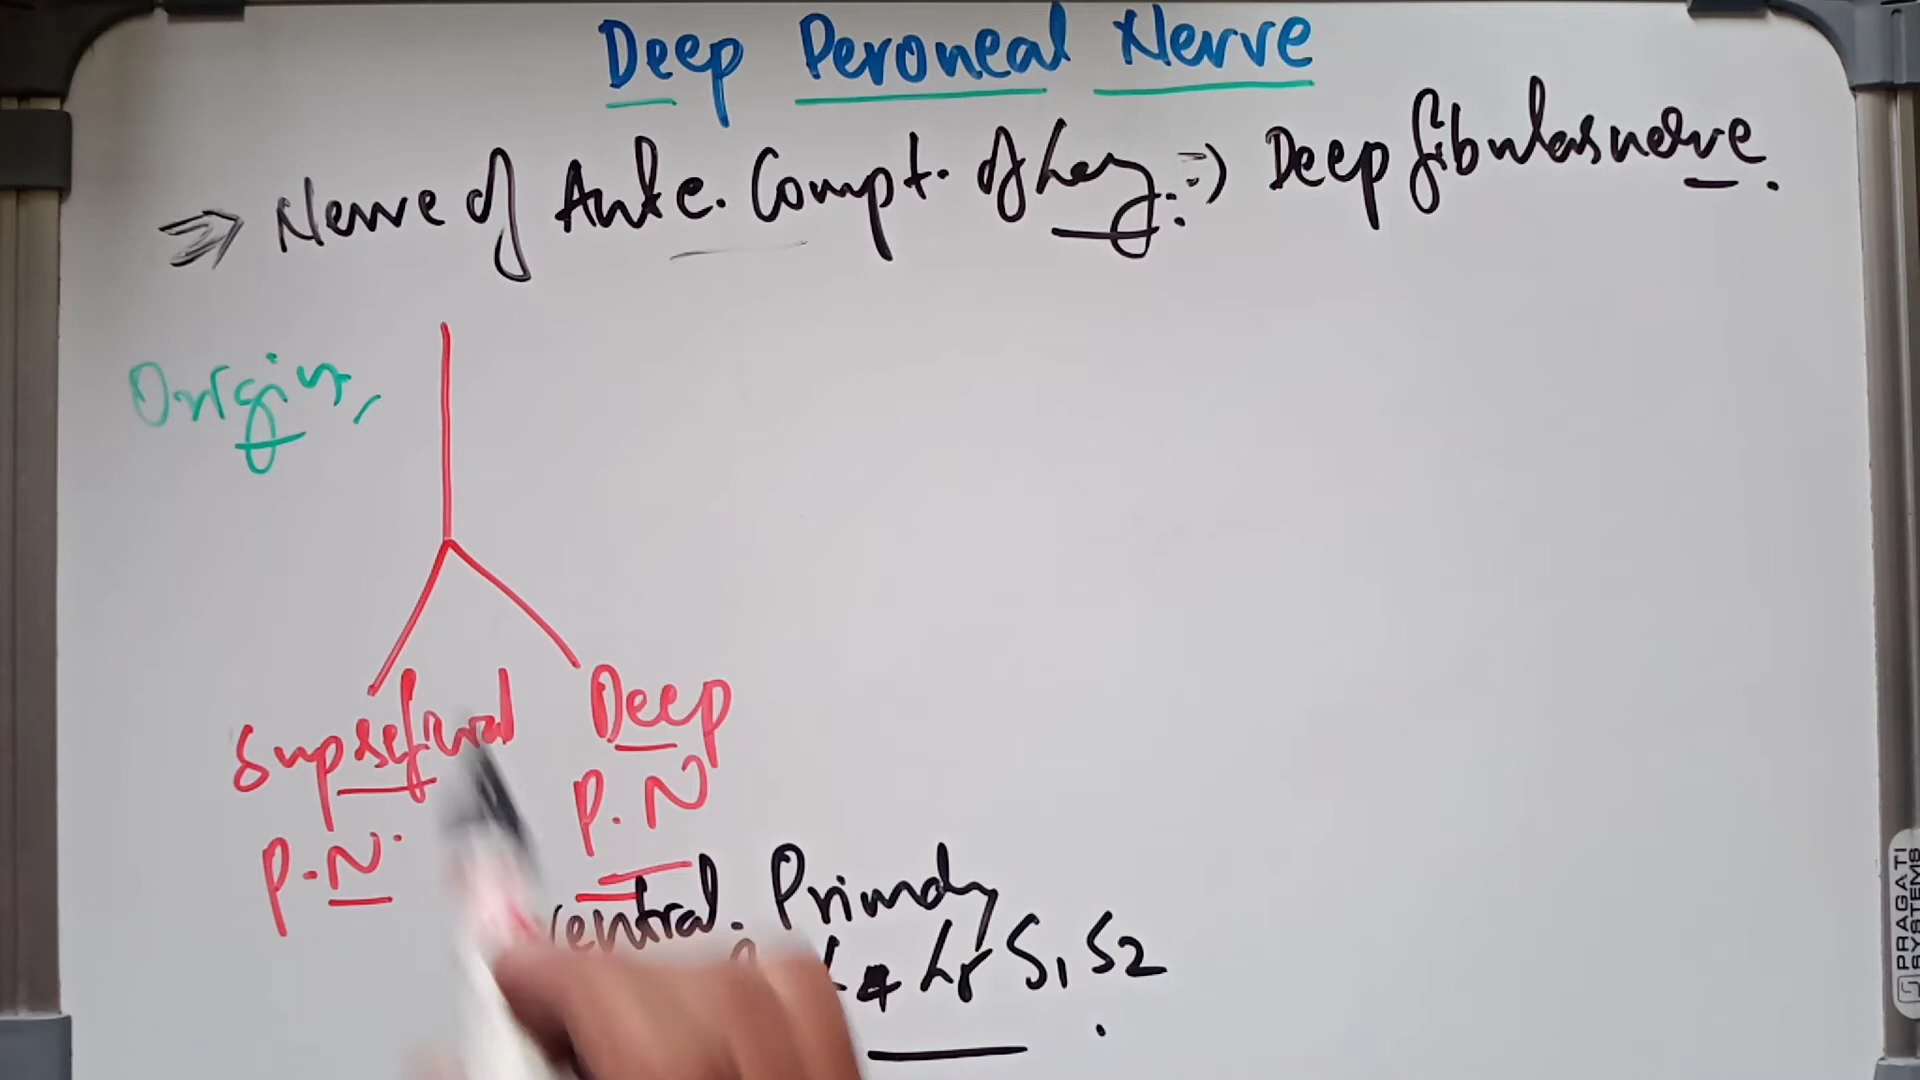 Deep Peroneal Nerve
⇒ Nerve of Ante. Compt. of Leg. ⇒ Deep fibular nerve.
Origin,
Superficial Deep
P.N. P.N
Ventral. Primary
L4 L5 S1 S2
PRAGATI
SYSTEMS